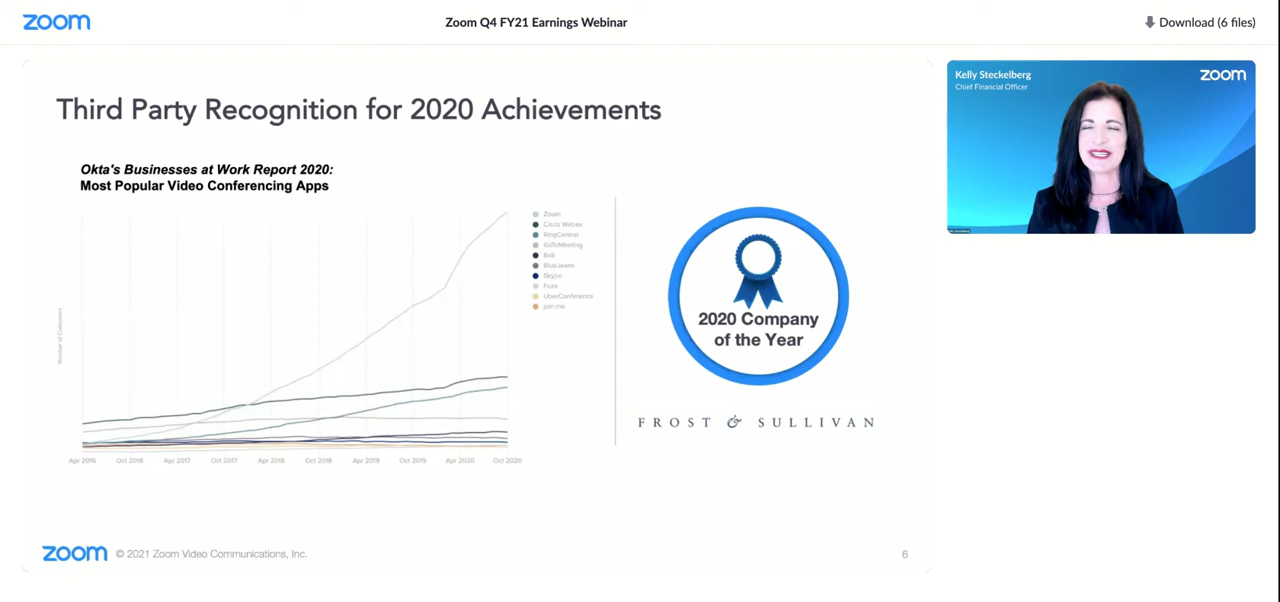 zoom
Zoom Q4 FY21 Earnings Webinar
Download (6 files)
Third Party Recognition for 2020 Achievements
Okta's Businesses at Work Report 2020:
Most Popular Video Conferencing Apps
Number of Customers
Zoom
Cisco Webex
RingCentral
GoToMeeting
8x8
BlueJeans
Skype
Fuze
UberConference
join.me
Apr 2016 Oct 2016 Apr 2017 Oct 2017 Apr 2018 Oct 2018 Apr 2019 Oct 2019 Apr 2020 Oct 2020
2020 Company
of the Year
FROST & SULLIVAN
zoom © 2021 Zoom Video Communications, Inc.
6
Kelly Steckelberg
Chief Financial Officer
zoom